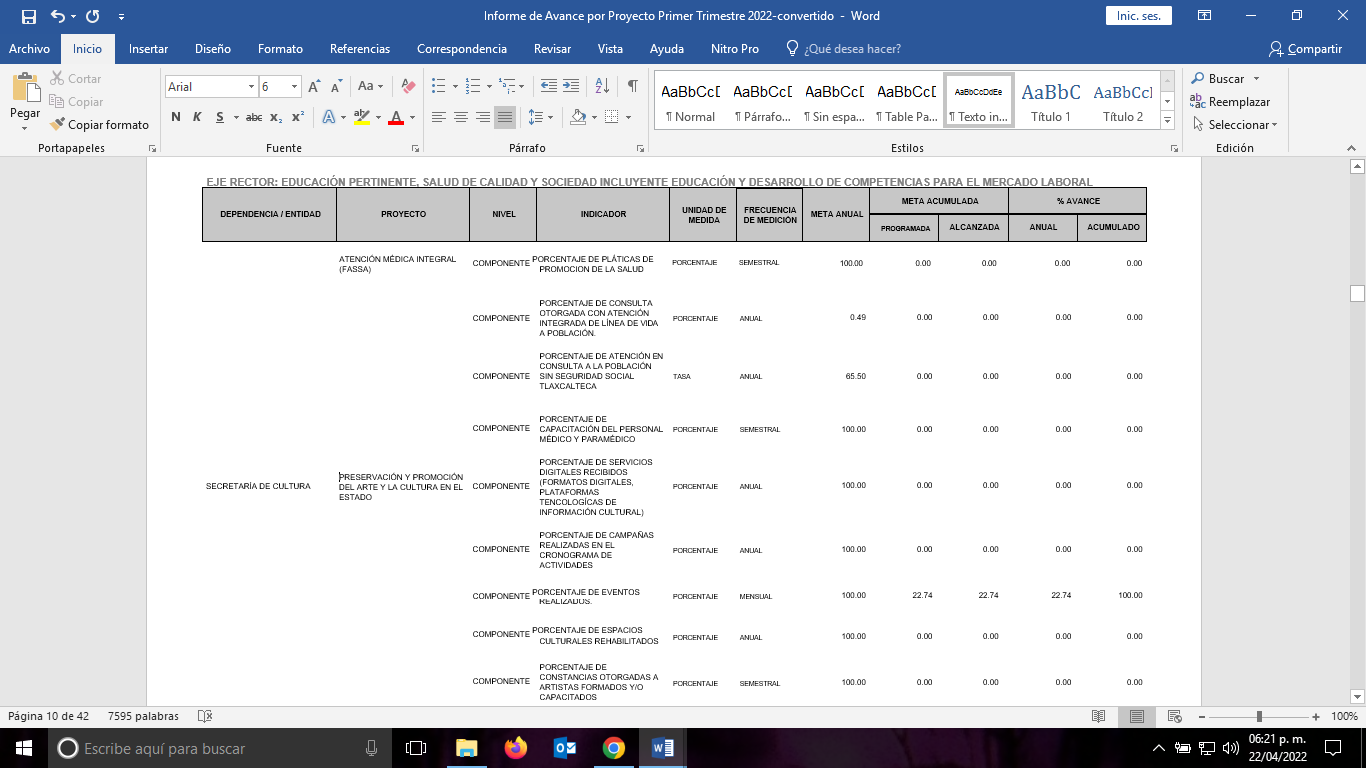 Informe de Avance por Proyecto Primer Trimestre 2022-convertido - Word
Inic. ses.
Archivo Inicio Insertar Diseño Formato Referencias Correspondencia Revisar Vista Ayuda Nitro Pro ¿Qué desea hacer? Compartir
Pegar
Cortar
Copiar
Copiar formato
Portapapeles
Arial 6
Aa
N K S abc x₂ x² A A
Fuente
Párrafo
AaBbCcD AaBbCcD AaBbCcD AaBbCcD AaBbCcDdEe AaBbC AaBbCcI
¶ Normal ¶ Párrafo... ¶ Sin espa... ¶ Table Pa... ¶ Texto in... Título 1 Título 2
Estilos
Buscar
Reemplazar
Seleccionar
Edición
EJE RECTOR: EDUCACIÓN PERTINENTE, SALUD DE CALIDAD Y SOCIEDAD INCLUYENTE EDUCACIÓN Y DESARROLLO DE COMPETENCIAS PARA EL MERCADO LABORAL
DEPENDENCIA / ENTIDAD PROYECTO NIVEL INDICADOR UNIDAD DE MEDIDA FRECUENCIA DE MEDICIÓN META ANUAL META ACUMULADA % AVANCE
PROGRAMADA ALCANZADA ANUAL ACUMULADO
ATENCIÓN MÉDICA INTEGRAL
(FASSA)
COMPONENTE PORCENTAJE DE PLÁTICAS DE
PROMOCION DE LA SALUD
PORCENTAJE SEMESTRAL 100.00 0.00 0.00 0.00 0.00
COMPONENTE
PORCENTAJE DE CONSULTA
OTORGADA CON ATENCIÓN
INTEGRADA DE LÍNEA DE VIDA
A POBLACIÓN.
PORCENTAJE ANUAL 0.49 0.00 0.00 0.00 0.00
COMPONENTE
PORCENTAJE DE ATENCIÓN EN
CONSULTA A LA POBLACIÓN
SIN SEGURIDAD SOCIAL
TLAXCALTECA
TASA ANUAL 65.50 0.00 0.00 0.00 0.00
COMPONENTE
PORCENTAJE DE
CAPACITACIÓN DEL PERSONAL
MÉDICO Y PARAMÉDICO
PORCENTAJE SEMESTRAL 100.00 0.00 0.00 0.00 0.00
SECRETARÍA DE CULTURA
PRESERVACIÓN Y PROMOCIÓN
DEL ARTE Y LA CULTURA EN EL
ESTADO
COMPONENTE
PORCENTAJE DE SERVICIOS
DIGITALES RECIBIDOS
(FORMATOS DIGITALES,
PLATAFORMAS
TENCOLOGÍCAS DE
INFORMACIÓN CULTURAL)
PORCENTAJE ANUAL 100.00 0.00 0.00 0.00 0.00
COMPONENTE
PORCENTAJE DE CAMPAÑAS
REALIZADAS EN EL
CRONOGRAMA DE
ACTIVIDADES
PORCENTAJE ANUAL 100.00 0.00 0.00 0.00 0.00
COMPONENTE PORCENTAJE DE EVENTOS
REALIZADOS.
PORCENTAJE MENSUAL 100.00 22.74 22.74 22.74 100.00
COMPONENTE PORCENTAJE DE ESPACIOS
CULTURALES REHABILITADOS
PORCENTAJE ANUAL 100.00 0.00 0.00 0.00 0.00
COMPONENTE
PORCENTAJE DE
CONSTANCIAS OTORGADAS A
ARTISTAS FORMADOS Y/O
CAPACITADOS
PORCENTAJE SEMESTRAL 100.00 0.00 0.00 0.00 0.00
Página 10 de 42 7595 palabras 100%
Escribe aquí para buscar
06:21 p. m.
22/04/2022